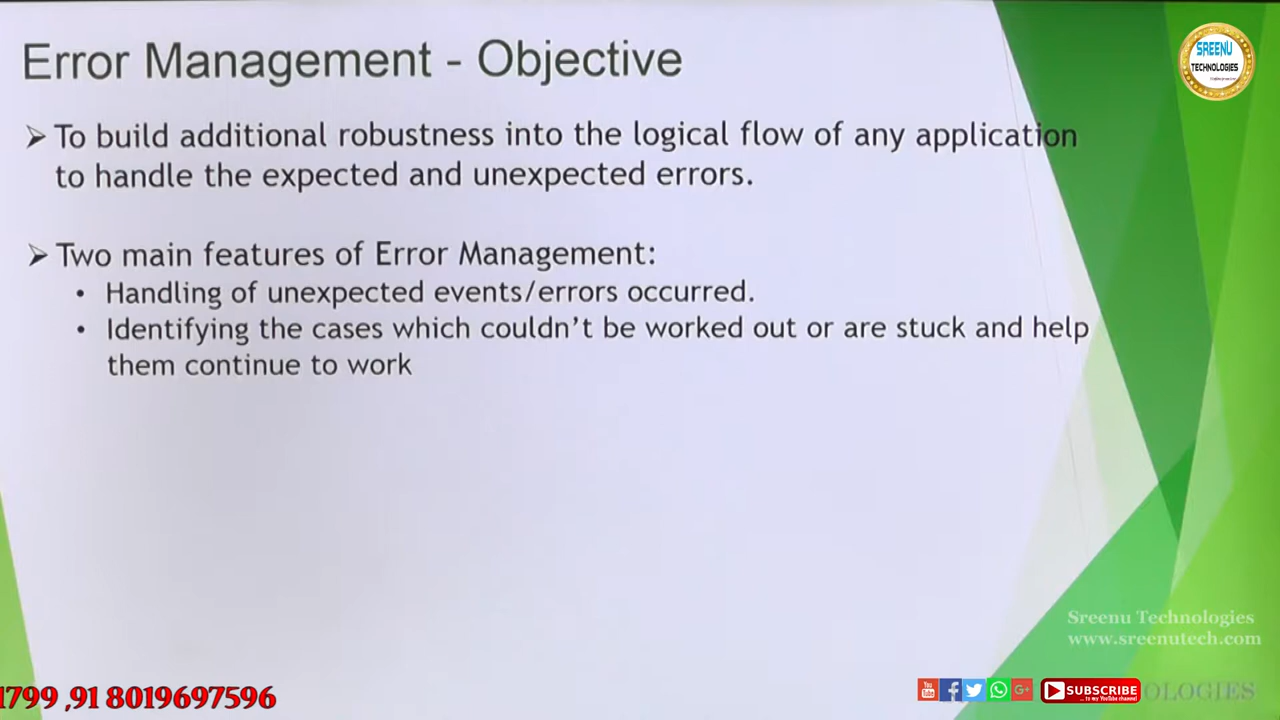 Error Management - Objective
SREENU
TECHNOLOGIES
➢ To build additional robustness into the logical flow of any application
to handle the expected and unexpected errors.
➢ Two main features of Error Management:
• Handling of unexpected events/errors occurred.
• Identifying the cases which couldn’t be worked out or are stuck and help
them continue to work
Sreenu Technologies
www.sreenutech.com
1799 ,91 8019697596
You
Tube
SUBSCRIBE
... to my YouTube channel
OLOGIES